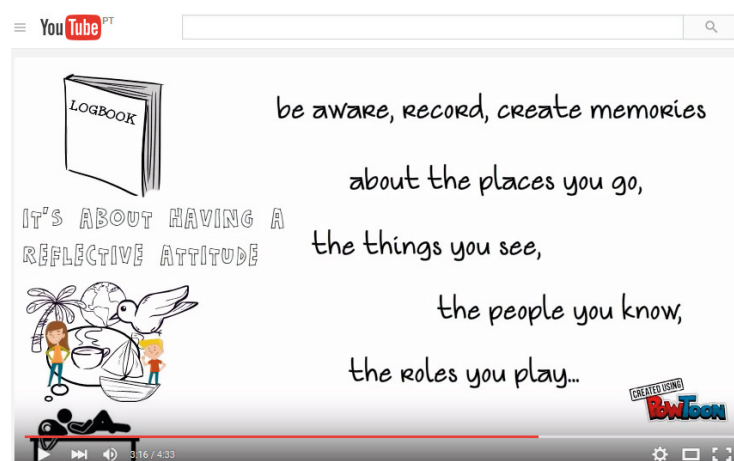 YouTube PT
LOGBOOK
be aware, record, create memories
about the places you go,
IT'S ABOUT HAVING A
REFLECTIVE ATTITUDE
the things you see,
the people you know,
the roles you play...
CREATED USING
POWTOON
3:16 / 4:33